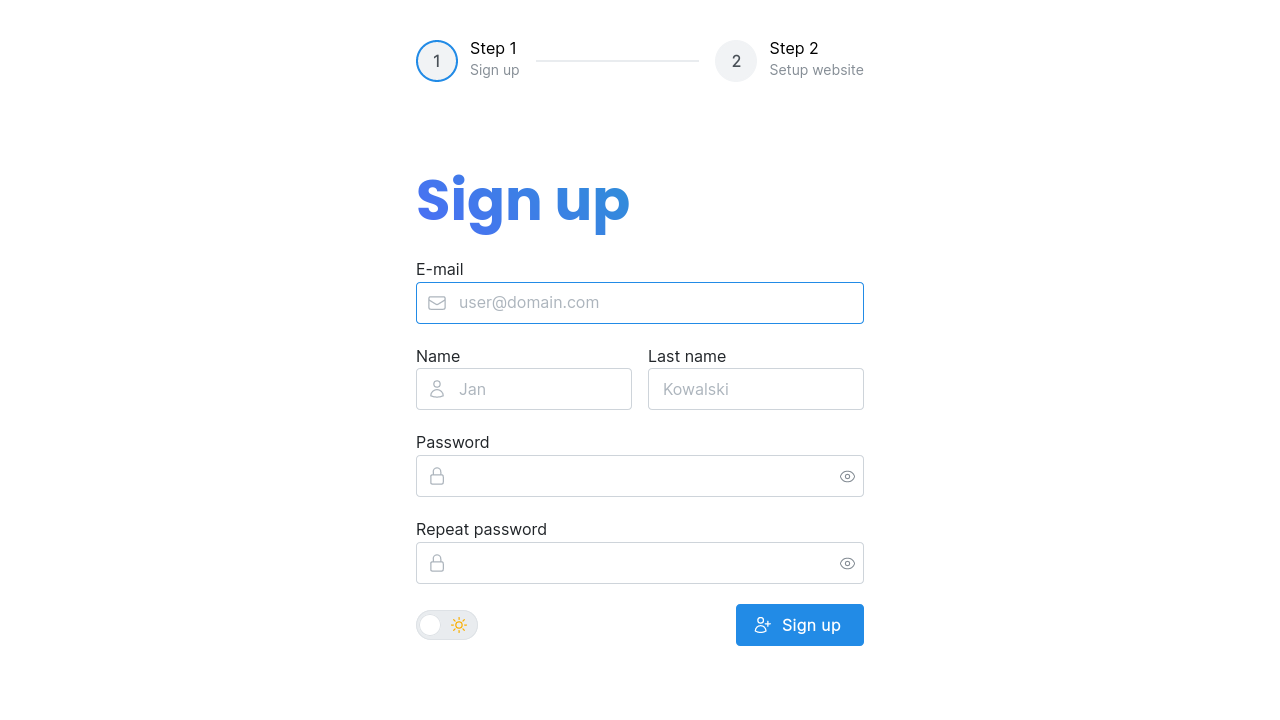 1
Step 1
Sign up
2
Step 2
Setup website
Sign up
E-mail
user@domain.com
Name
Last name
Jan
Kowalski
Password
Repeat password
Sign up